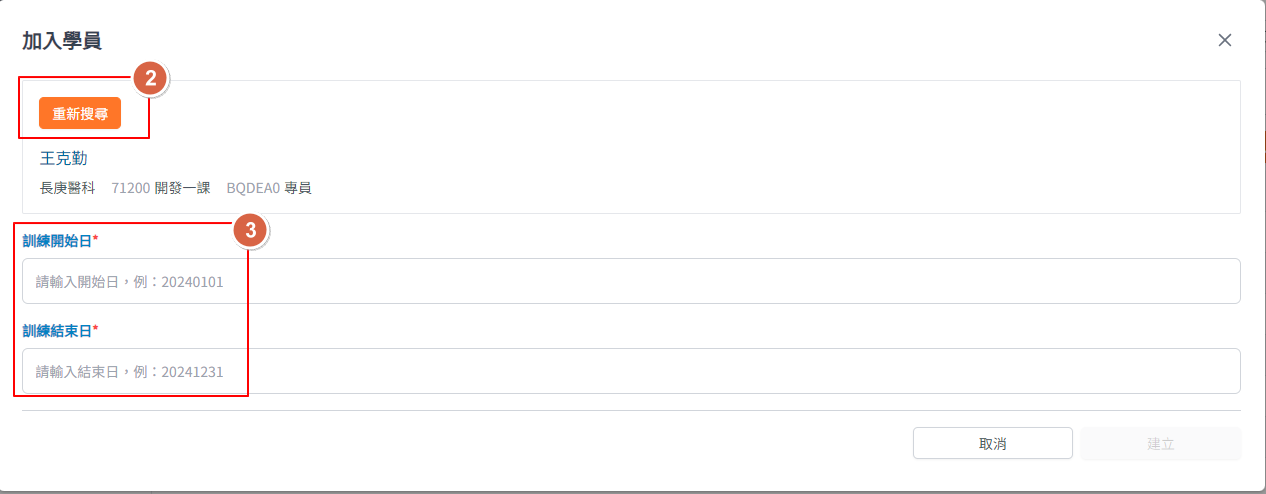 加入學員
2
重新搜尋
王克勤
長庚醫科 71200 開發一課 BQDEA0 專員
3
訓練開始日*
請輸入開始日，例：20240101
訓練結束日*
請輸入結束日，例：20241231
取消 建立